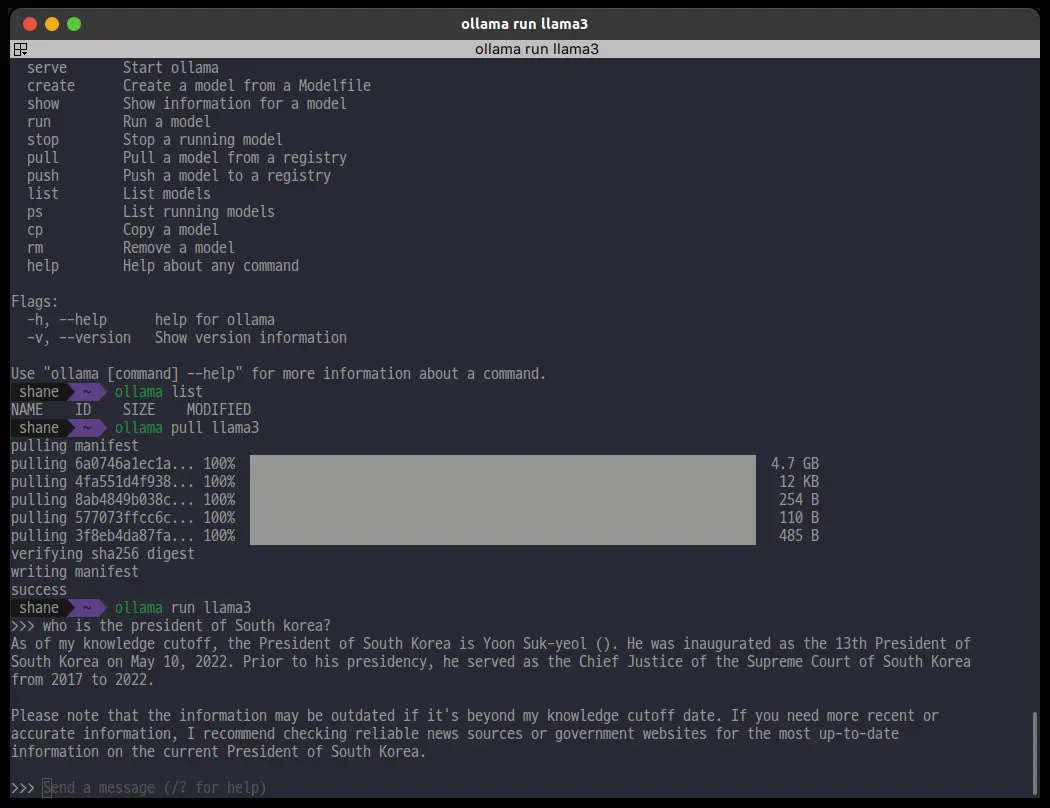 ollama run llama3
ollama run llama3
serve Start ollama
create Create a model from a Modelfile
show Show information for a model
run Run a model
stop Stop a running model
pull Pull a model from a registry
push Push a model to a registry
list List models
ps List running models
cp Copy a model
rm Remove a model
help Help about any command
Flags:
-h, --help help for ollama
-v, --version Show version information
Use "ollama [command] --help" for more information about a command.
shane ~ ollama list
NAME ID SIZE MODIFIED
shane ~ ollama pull llama3
pulling manifest
pulling 6a0746a1ec1a... 100% 4.7 GB
pulling 4fa551d4f938... 100% 12 KB
pulling 8ab4849b038c... 100% 254 B
pulling 577073ffcc6c... 100% 110 B
pulling 3f8eb4da87fa... 100% 485 B
verifying sha256 digest
writing manifest
success
shane ~ ollama run llama3
>>> who is the president of South korea?
As of my knowledge cutoff, the President of South Korea is Yoon Suk-yeol (). He was inaugurated as the 13th President of
South Korea on May 10, 2022. Prior to his presidency, he served as the Chief Justice of the Supreme Court of South Korea
from 2017 to 2022.
Please note that the information may be outdated if it's beyond my knowledge cutoff date. If you need more recent or
accurate information, I recommend checking reliable news sources or government websites for the most up-to-date
information on the current President of South Korea.
>>> Send a message (/? for help)